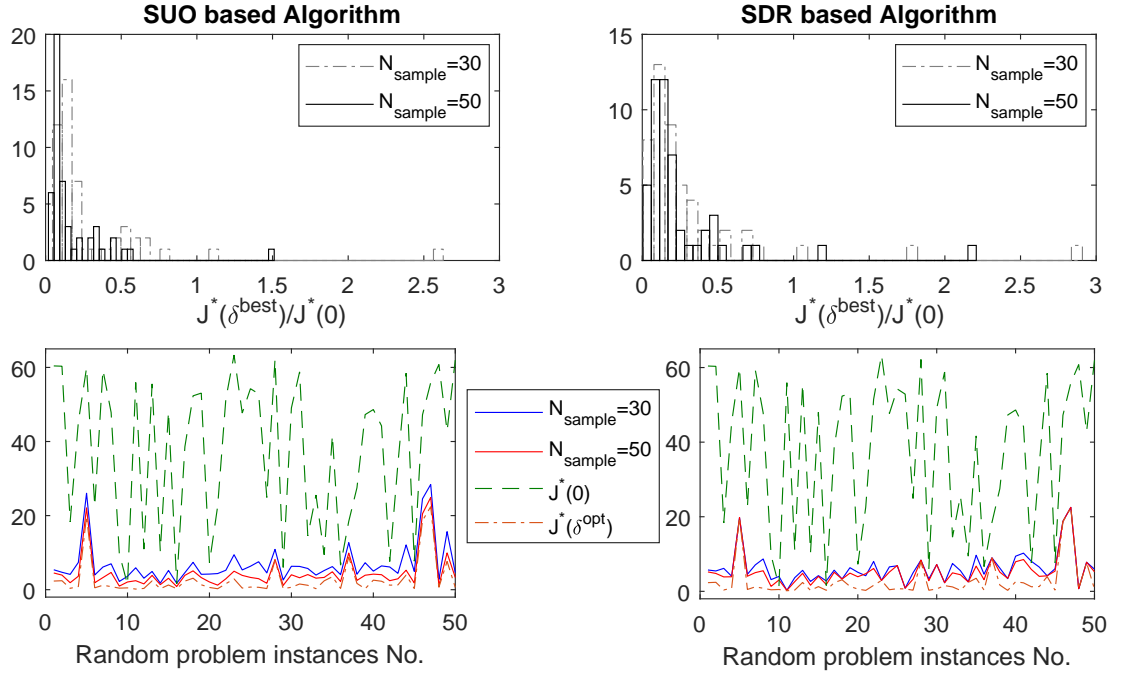 SUO based Algorithm
20
15
10
5
0
0 0.5 1 1.5 2 2.5 3
J*(δ^best)/J*(0)
N_sample=30
N_sample=50
SDR based Algorithm
15
10
5
0
0 0.5 1 1.5 2 2.5 3
J*(δ^best)/J*(0)
N_sample=30
N_sample=50
60
40
20
0
0 10 20 30 40 50
Random problem instances No.
N_sample=30
N_sample=50
J*(0)
J*(δ^opt)
60
40
20
0
0 10 20 30 40 50
Random problem instances No.